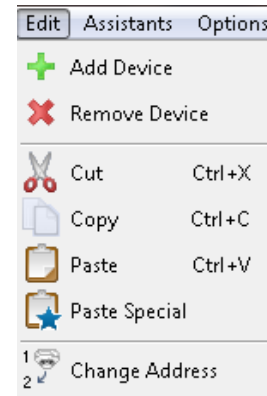 Edit Assistants Options
Add Device
Remove Device
Cut Ctrl+X
Copy Ctrl+C
Paste Ctrl+V
Paste Special
1
2
Change Address